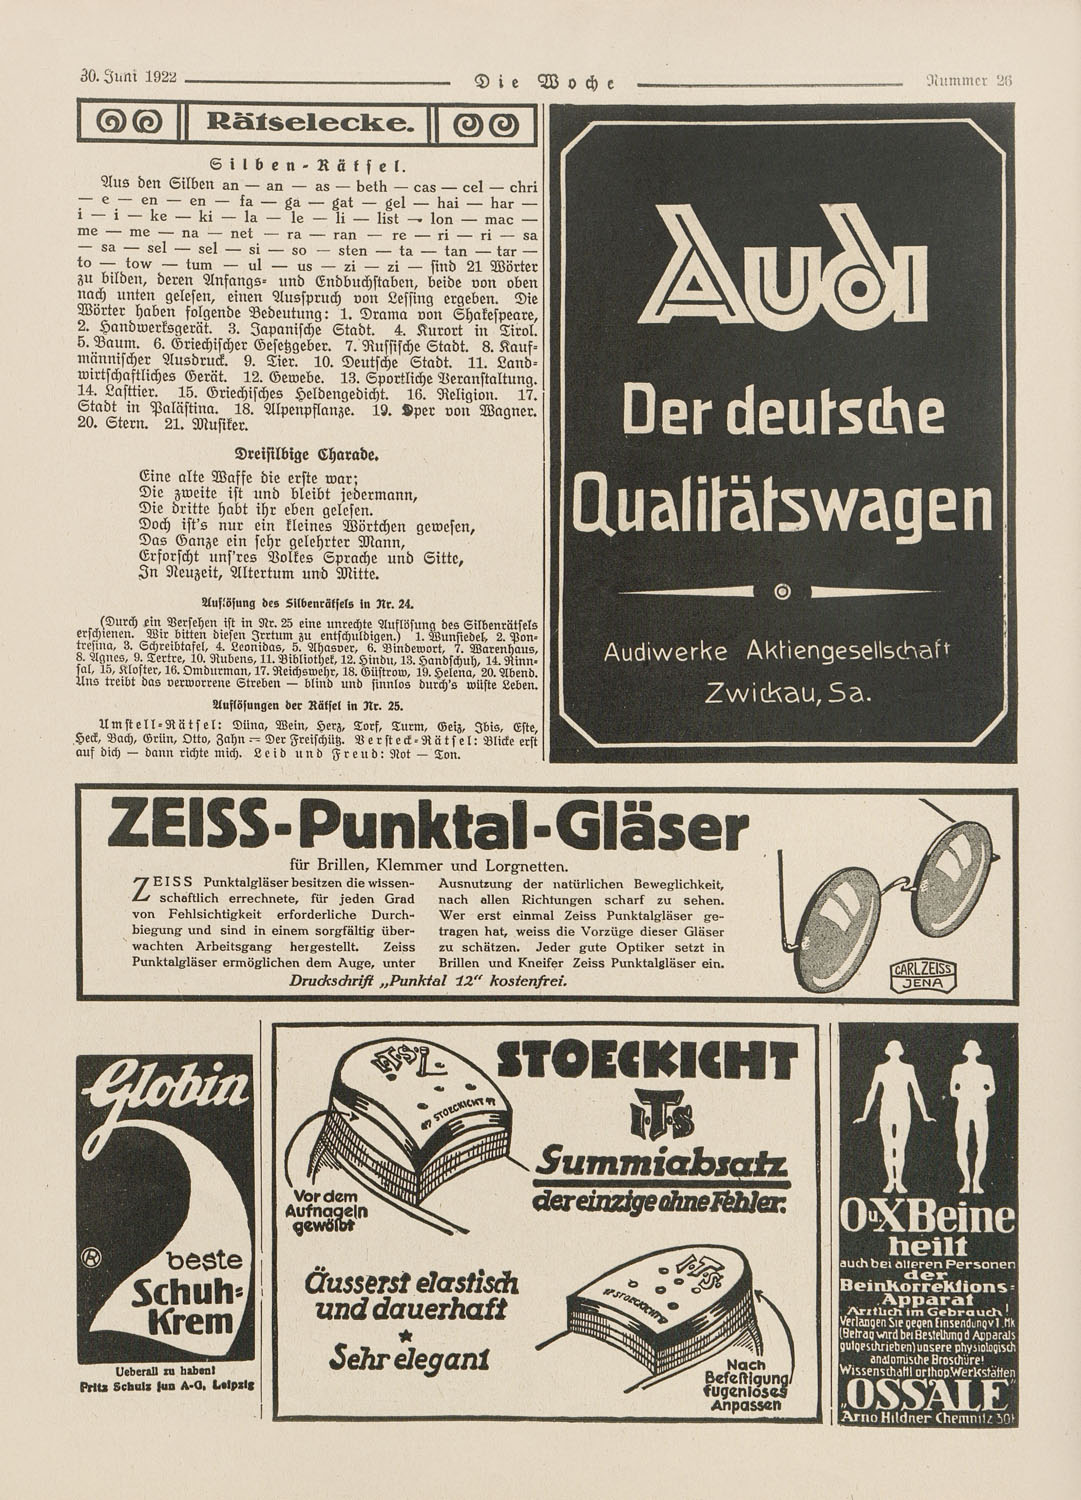 30. Juni 1922
Die Woche
Nummer 26
Rätselecke.
Silben-Rätsel.
Aus den Silben an — an — as — beth — cas — cel — chri
— e — en — en — fa — ga — gat — gel — hai — har —
i — i — ke — ki — la — le — li — list — lon — mac —
me — me — na — net — ra — ran — re — ri — ri — sa
— sa — sel — sel — si — so — sten — ta — tan — tar —
to — tow — tum — ul — us — zi — zi — sind 21 Wörter
zu bilden, deren Anfangs- und Endbuchstaben, beide von oben
nach unten gelesen, einen Ausspruch von Lessing ergeben. Die
Wörter haben folgende Bedeutung: 1. Drama von Shakespeare,
2. Handwerksgerät. 3. Japanische Stadt. 4. Kurort in Tirol.
5. Baum. 6. Griechischer Gesetzgeber. 7. Russische Stadt. 8. Kauf-
männischer Ausdruck. 9. Tier. 10. Deutsche Stadt. 11. Land-
wirtschaftliches Gerät. 12. Gewebe. 13. Sportliche Veranstaltung.
14. Lasttier. 15. Griechisches Heldengedicht. 16. Religion. 17.
Stadt in Palästina. 18. Alpenpflanze. 19. Oper von Wagner.
20. Stern. 21. Musiker.
Dreisilbige Charade.
Eine alte Waffe die erste war;
Die zweite ist und bleibt jedermann,
Die dritte habt ihr eben gelesen.
Doch ist's nur ein kleines Wörtchen gewesen,
Das Ganze ein sehr gelehrter Mann,
Erforscht uns'res Volkes Sprache und Sitte,
In Neuzeit, Altertum und Mitte.
Auflösung des Silbenrätsels in Nr. 24.
(Durch ein Versehen ist in Nr. 25 eine unrechte Auflösung des Silbenrätsels
erschienen. Wir bitten diesen Irrtum zu entschuldigen.) 1. Wunsiedel, 2. Pon-
tresina, 3. Schreibtafel, 4. Leonidas, 5. Ahasver, 6. Bindewort, 7. Warenhaus,
8. Agnes, 9. Tertre, 10. Rubens, 11. Bibliothek, 12. Hindu, 13. Handschuh, 14. Rinn-
sal, 15. Kloster, 16. Omdurman, 17. Reichswehr, 18. Güstrow, 19. Helena, 20. Abend.
Uns treibt das verworrene Streben — blind und sinnlos durch's wüste Leben.
Auflösungen der Rätsel in Nr. 25.
Umstell-Rätsel: Düna, Wein, Herz, Torf, Turm, Geiz, Ibis, Este,
Heck, Bach, Grün, Otto, Zahn = Der Freischütz. Versteck-Rätsel: Blicke erst
auf dich — dann richte mich. Leid und Freud: Not — Ton.
Audi
Der deutsche
Qualitätswagen
Audiwerke Aktiengesellschaft
Zwickau, Sa.
ZEISS-Punktal-Gläser
für Brillen, Klemmer und Lorgnetten.
ZEISS Punktalgläser besitzen die wissen-
schaftlich errechnete, für jeden Grad
von Fehlsichtigkeit erforderliche Durch-
biegung und sind in einem sorgfältig über-
wachten Arbeitsgang hergestellt. Zeiss
Punktalgläser ermöglichen dem Auge, unter
Ausnutzung der natürlichen Beweglichkeit,
nach allen Richtungen scharf zu sehen.
Wer erst einmal Zeiss Punktalgläser ge-
tragen hat, weiss die Vorzüge dieser Gläser
zu schätzen. Jeder gute Optiker setzt in
Brillen und Kneifer Zeiss Punktalgläser ein.
Druckschrift „Punktal 12“ kostenfrei.
CARL ZEISS
JENA
Globin
R
beste
Schuh-
Krem
Ueberall zu haben!
Fritz Schulz jun A-G, Leipzig
I·T·S
STOECKICHT
STOECKICHT
I·T·S
Gummiabsatz
der einzige ohne Fehler.
Vor dem
Aufnageln
gewölbt
Äusserst elastisch
und dauerhaft
Sehr elegant
I·T·S
STOECKICHT
Nach
Befestigung
fugenloses
Anpassen
O u. X Beine
heilt
auch bei älteren Personen
der
Beinkorrektions-
Apparat
Ärztlich im Gebrauch!
Verlangen Sie gegen Einsendung v 1 Mk
(Betrag wird bei Bestellung d Apparats
gutgeschrieben) unsere physiologisch
anatomische Broschüre!
Wissenschaftl orthop. Werkstätten
„OSSALE“
Arno Hildner Chemnitz 30